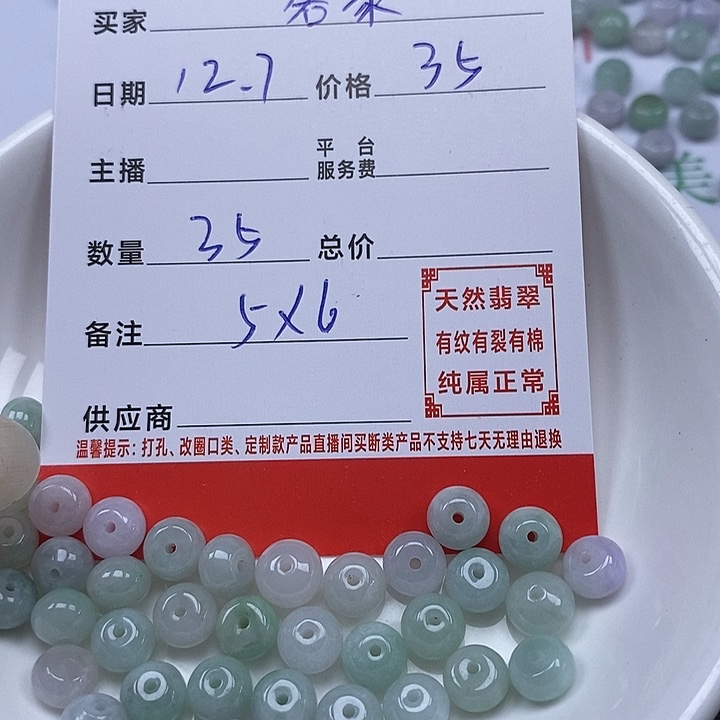 买家
日期 12.7 价格 35
主播 平台服务费
数量 35 总价
备注 5×6
供应商
天然翡翠
有纹有裂有棉
纯属正常
温馨提示：打孔、改圈口类、定制款产品直播间买断类产品不支持七天无理由退换
美